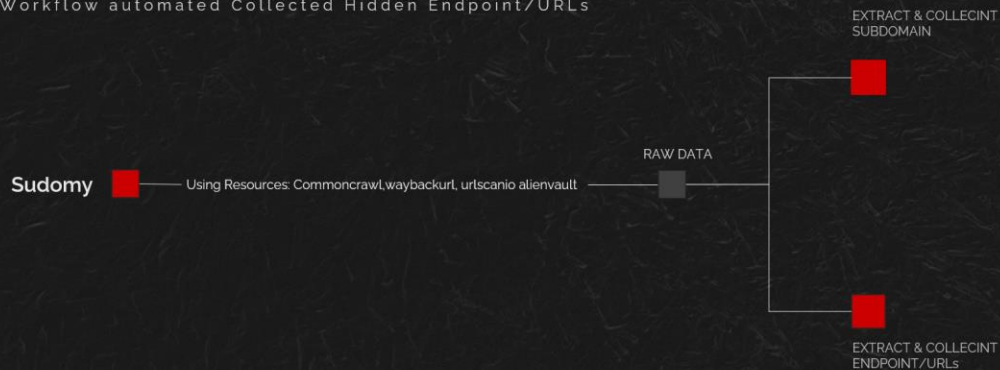 Workflow automated Collected Hidden Endpoint/URLs
EXTRACT & COLLECINT
SUBDOMAIN
RAW DATA
Sudomy
Using Resources: Commoncrawl,waybackurl, urlscanio alienvault
EXTRACT & COLLECINT
ENDPOINT/URLs